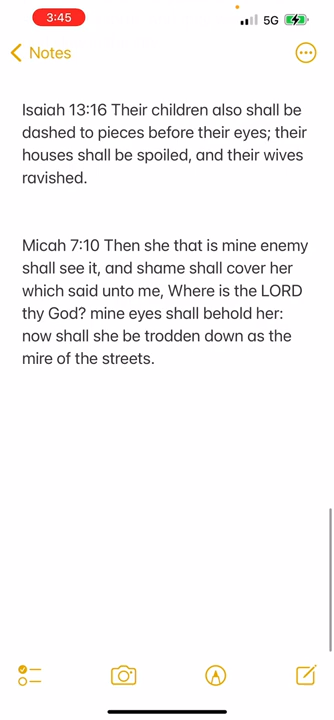 3:45
5G
Notes
Isaiah 13:16 Their children also shall be
dashed to pieces before their eyes; their
houses shall be spoiled, and their wives
ravished.
Micah 7:10 Then she that is mine enemy
shall see it, and shame shall cover her
which said unto me, Where is the LORD
thy God? mine eyes shall behold her:
now shall she be trodden down as the
mire of the streets.